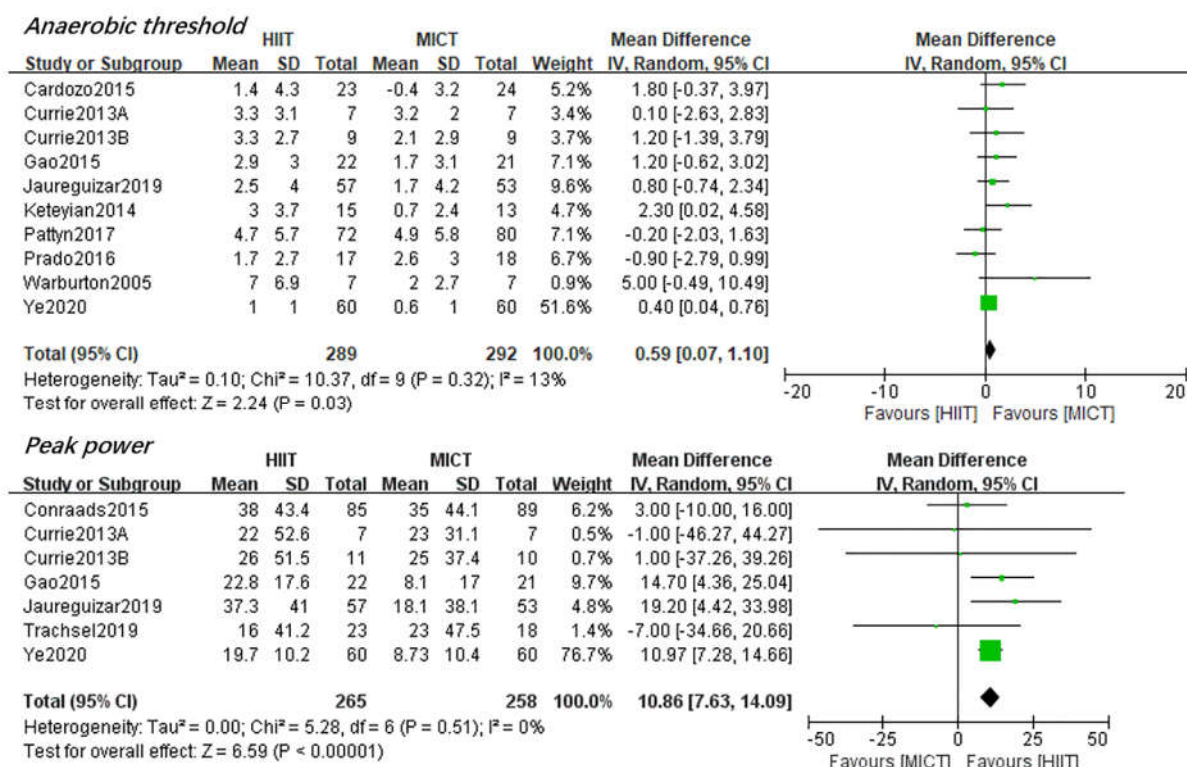 Anaerobic threshold
HIIT MICT Mean Difference Mean Difference
Study or Subgroup Mean SD Total Mean SD Total Weight IV, Random, 95% CI IV, Random, 95% CI
Cardozo2015 1.4 4.3 23 -0.4 3.2 24 5.2% 1.80 [-0.37, 3.97]
Currie2013A 3.3 3.1 7 3.2 2 7 3.4% 0.10 [-2.63, 2.83]
Currie2013B 3.3 2.7 9 2.1 2.9 9 3.7% 1.20 [-1.39, 3.79]
Gao2015 2.9 3 22 1.7 3.1 21 7.1% 1.20 [-0.62, 3.02]
Jaureguizar2019 2.5 4 57 1.7 4.2 53 9.6% 0.80 [-0.74, 2.34]
Keteyian2014 3 3.7 15 0.7 2.4 13 4.7% 2.30 [0.02, 4.58]
Pattyn2017 4.7 5.7 72 4.9 5.8 80 7.1% -0.20 [-2.03, 1.63]
Prado2016 1.7 2.7 17 2.6 3 18 6.7% -0.90 [-2.79, 0.99]
Warburton2005 7 6.9 7 2 2.7 7 0.9% 5.00 [-0.49, 10.49]
Ye2020 1 1 60 0.6 1 60 51.6% 0.40 [0.04, 0.76]
Total (95% CI) 289 292 100.0% 0.59 [0.07, 1.10]
Heterogeneity: Tau² = 0.10; Chi² = 10.37, df = 9 (P = 0.32); I² = 13%
Test for overall effect: Z = 2.24 (P = 0.03)
-20 -10 0 10 20
Favours [HIIT] Favours [MICT]
Peak power
HIIT MICT Mean Difference Mean Difference
Study or Subgroup Mean SD Total Mean SD Total Weight IV, Random, 95% CI IV, Random, 95% CI
Conraads2015 38 43.4 85 35 44.1 89 6.2% 3.00 [-10.00, 16.00]
Currie2013A 22 52.6 7 23 31.1 7 0.5% -1.00 [-46.27, 44.27]
Currie2013B 26 51.5 11 25 37.4 10 0.7% 1.00 [-37.26, 39.26]
Gao2015 22.8 17.6 22 8.1 17 21 9.7% 14.70 [4.36, 25.04]
Jaureguizar2019 37.3 41 57 18.1 38.1 53 4.8% 19.20 [4.42, 33.98]
Trachsel2019 16 41.2 23 23 47.5 18 1.4% -7.00 [-34.66, 20.66]
Ye2020 19.7 10.2 60 8.73 10.4 60 76.7% 10.97 [7.28, 14.66]
Total (95% CI) 265 258 100.0% 10.86 [7.63, 14.09]
Heterogeneity: Tau² = 0.00; Chi² = 5.28, df = 6 (P = 0.51); I² = 0%
Test for overall effect: Z = 6.59 (P < 0.00001)
-50 -25 0 25 50
Favours [MICT] Favours [HIIT]